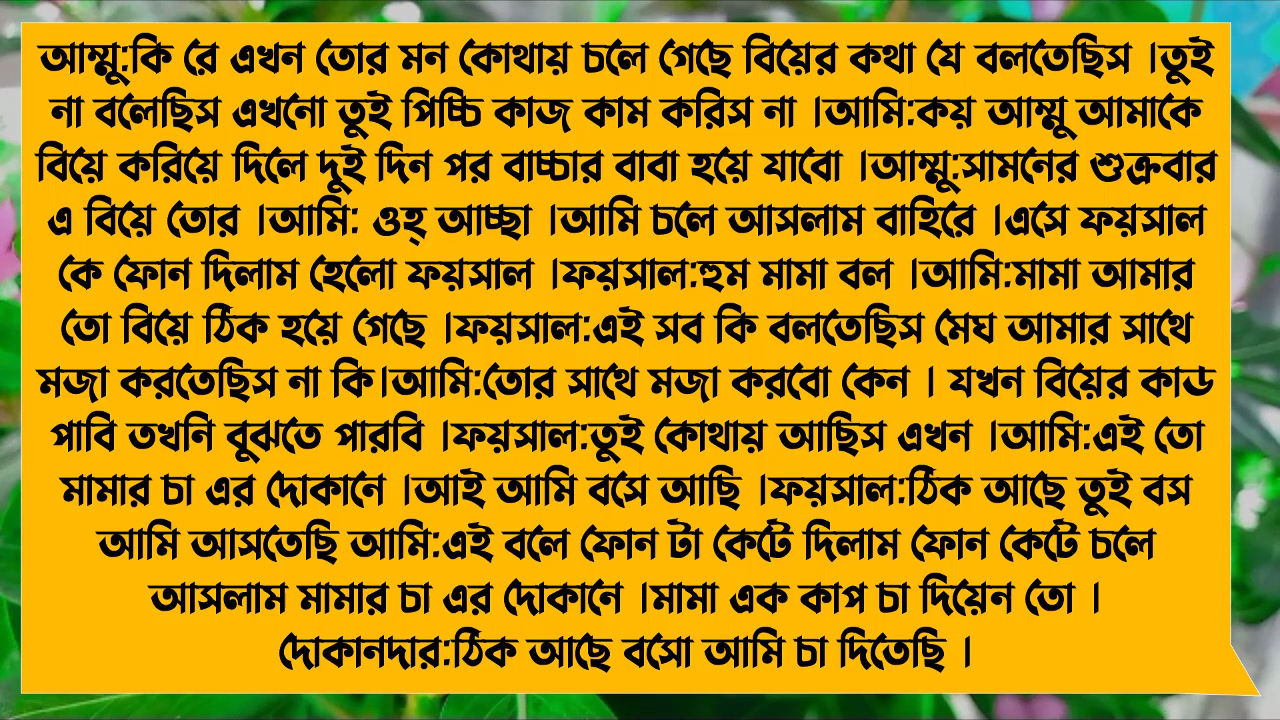 আম্মু:কি রে এখন তোর মন কোথায় চলে গেছে বিয়ের কথা যে বলতেছিস ।তুই
না বলেছিস এখনো তুই পিচ্চি কাজ কাম করিস না ।আমি:কয় আম্মু আমাকে
বিয়ে করিয়ে দিলে দুই দিন পর বাচ্চার বাবা হয়ে যাবো ।আম্মু:সামনের শুক্রবার
এ বিয়ে তোর ।আমি: ওহ্ আচ্ছা ।আমি চলে আসলাম বাহিরে ।এসে ফয়সাল
কে ফোন দিলাম হেলো ফয়সাল ।ফয়সাল:হুম মামা বল ।আমি:মামা আমার
তো বিয়ে ঠিক হয়ে গেছে ।ফয়সাল:এই সব কি বলতেছিস মেঘ আমার সাথে
মজা করতেছিস না কি।আমি:তোর সাথে মজা করবো কেন । যখন বিয়ের কাড
পাবি তখনি বুঝতে পারবি ।ফয়সাল:তুই কোথায় আছিস এখন ।আমি:এই তো
মামার চা এর দোকানে ।আই আমি বসে আছি ।ফয়সাল:ঠিক আছে তুই বস
আমি আসতেছি আমি:এই বলে ফোন টা কেটে দিলাম ফোন কেটে চলে
আসলাম মামার চা এর দোকানে ।মামা এক কাপ চা দিয়েন তো ।
দোকানদার:ঠিক আছে বসো আমি চা দিতেছি ।